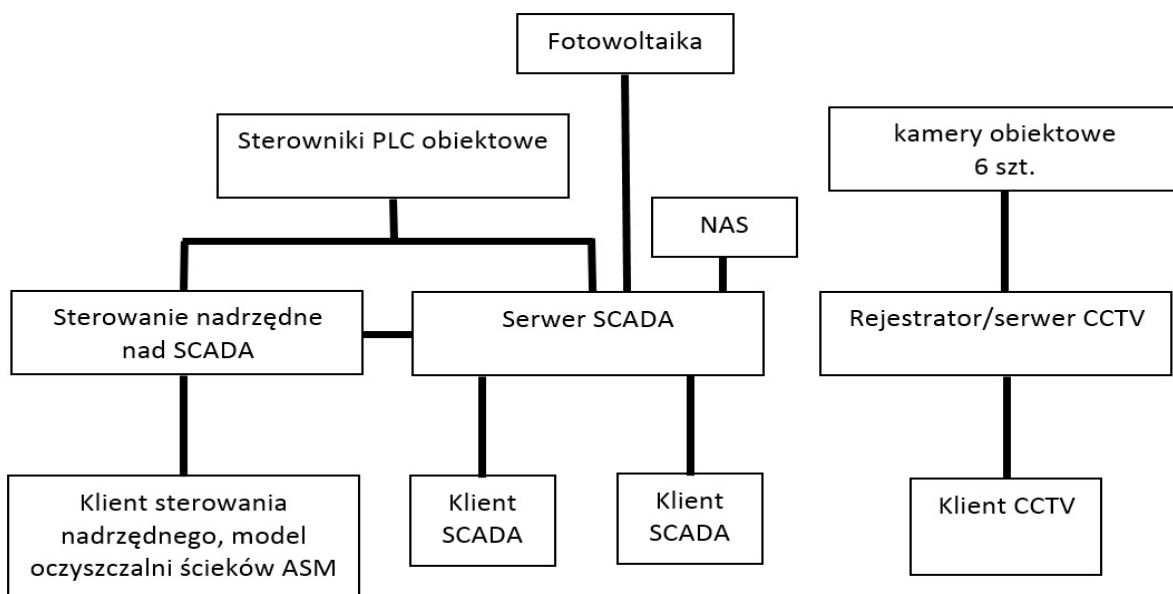 Fotowoltaika
Sterowniki PLC obiektowe
kamery obiektowe
6 szt.
NAS
Sterowanie nadrzędne
nad SCADA
Serwer SCADA
Rejestrator/serwer CCTV
Klient sterowania
nadrzędnego, model
oczyszczalni ścieków ASM
Klient
SCADA
Klient
SCADA
Klient CCTV